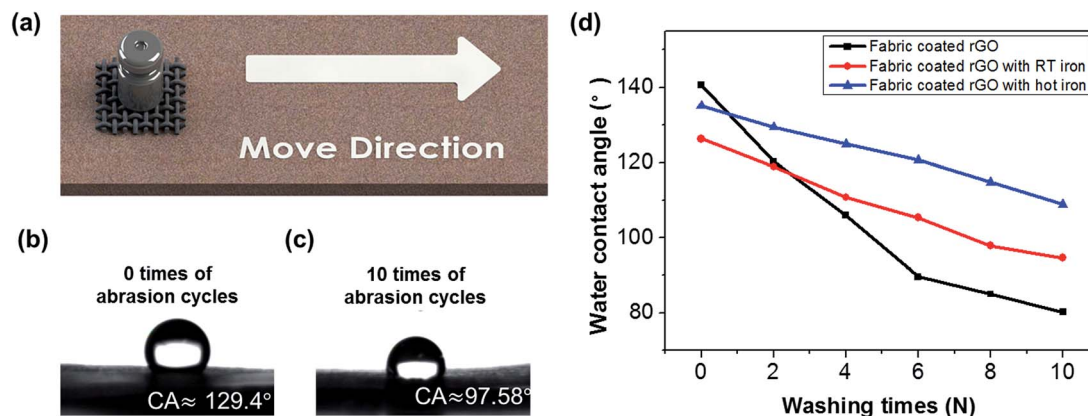 (a)
Move Direction
(b)
0 times of
abrasion cycles
CA≈ 129.4°
(c)
10 times of
abrasion cycles
CA≈97.58°
(d)
Fabric coated rGO
Fabric coated rGO with RT iron
Fabric coated rGO with hot iron
Water contact angle (°)
140
120
100
80
0 2 4 6 8 10
Washing times (N)